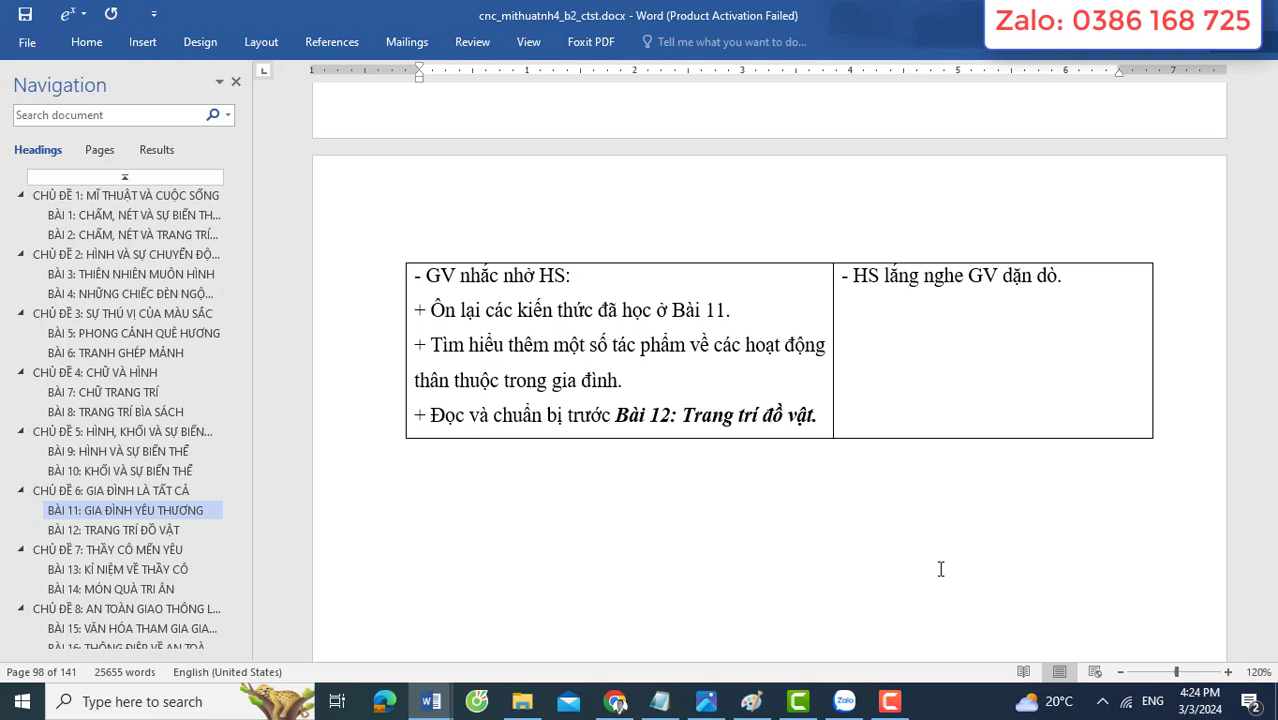 cnc_mithuatnh4_b2_ctst.docx - Word (Product Activation Failed)
Zalo: 0386 168 725
File Home Insert Design Layout References Mailings Review View Foxit PDF Tell me what you want to do...
Navigation
Search document
Headings Pages Results
CHỦ ĐỀ 1: MĨ THUẬT VÀ CUỘC SỐNG
BÀI 1: CHẤM, NÉT VÀ SỰ BIẾN TH...
BÀI 2: CHẤM, NÉT VÀ TRANG TRÍ...
CHỦ ĐỀ 2: HÌNH VÀ SỰ CHUYỂN ĐỘ...
BÀI 3: THIÊN NHIÊN MUÔN HÌNH
BÀI 4: NHỮNG CHIẾC ĐÈN NGỘ...
CHỦ ĐỀ 3: SỰ THÚ VỊ CỦA MÀU SẮC
BÀI 5: PHONG CẢNH QUÊ HƯƠNG
BÀI 6: TRANH GHÉP MẢNH
CHỦ ĐỀ 4: CHỮ VÀ HÌNH
BÀI 7: CHỮ TRANG TRÍ
BÀI 8: TRANG TRÍ BÌA SÁCH
CHỦ ĐỀ 5: HÌNH, KHỐI VÀ SỰ BIẾN...
BÀI 9: HÌNH VÀ SỰ BIẾN THỂ
BÀI 10: KHỐI VÀ SỰ BIẾN THỂ
CHỦ ĐỀ 6: GIA ĐÌNH LÀ TẤT CẢ
BÀI 11: GIA ĐÌNH YÊU THƯƠNG
BÀI 12: TRANG TRÍ ĐỒ VẬT
CHỦ ĐỀ 7: THẦY CÔ MẾN YÊU
BÀI 13: KỈ NIỆM VỀ THẦY CÔ
BÀI 14: MÓN QUÀ TRI ÂN
CHỦ ĐỀ 8: AN TOÀN GIAO THÔNG L...
BÀI 15: VĂN HÓA THAM GIA GIA...
BÀI 16: THÔNG ĐIỆP VỀ AN TOÀ
1 1 2 3 4 5 6 7
- GV nhắc nhở HS:
+ Ôn lại các kiến thức đã học ở Bài 11.
+ Tìm hiểu thêm một số tác phẩm về các hoạt động
thân thuộc trong gia đình.
+ Đọc và chuẩn bị trước Bài 12: Trang trí đồ vật.
- HS lắng nghe GV dặn dò.
Page 98 of 141 25655 words English (United States) 120%
Type here to search
20°C ENG
4:24 PM
3/3/2024
2